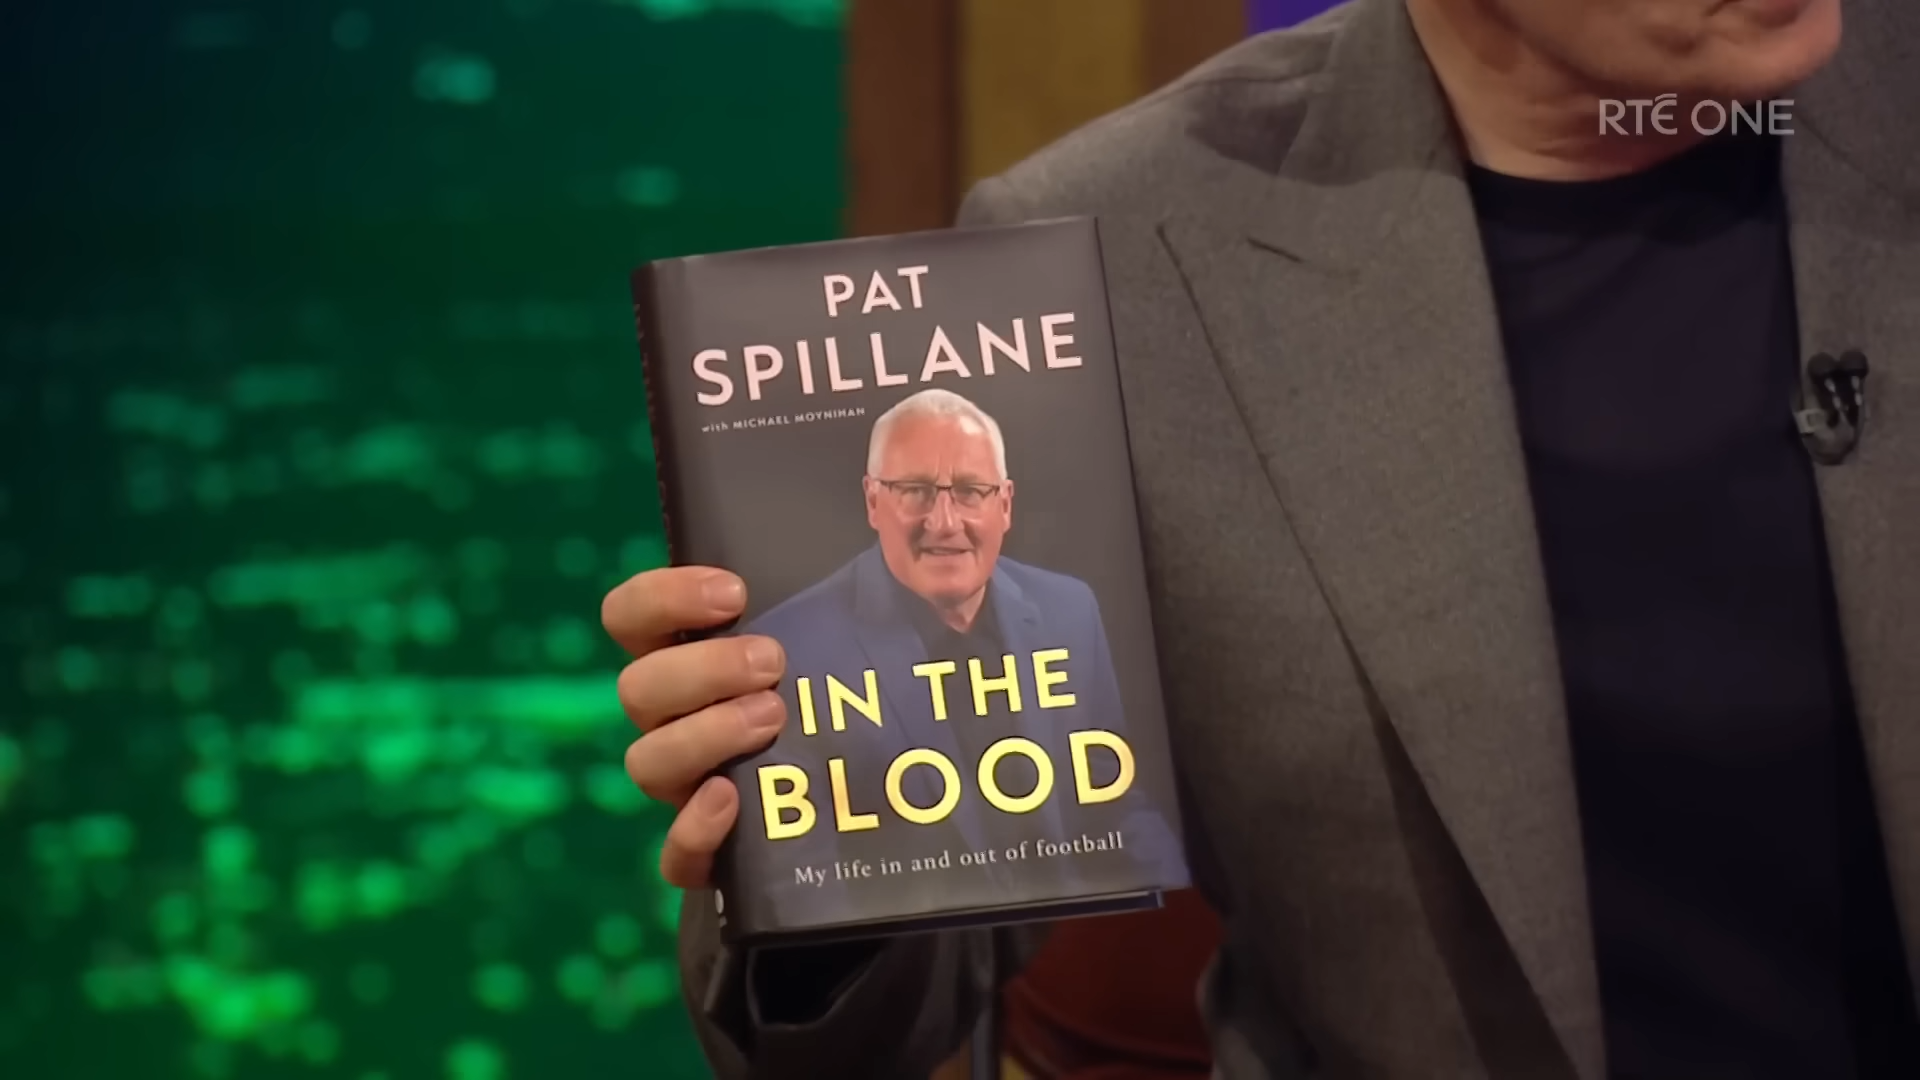 RTÉ ONE
PAT
SPILLANE
with MICHAEL MOYNIHAN
IN THE
BLOOD
My life in and out of football